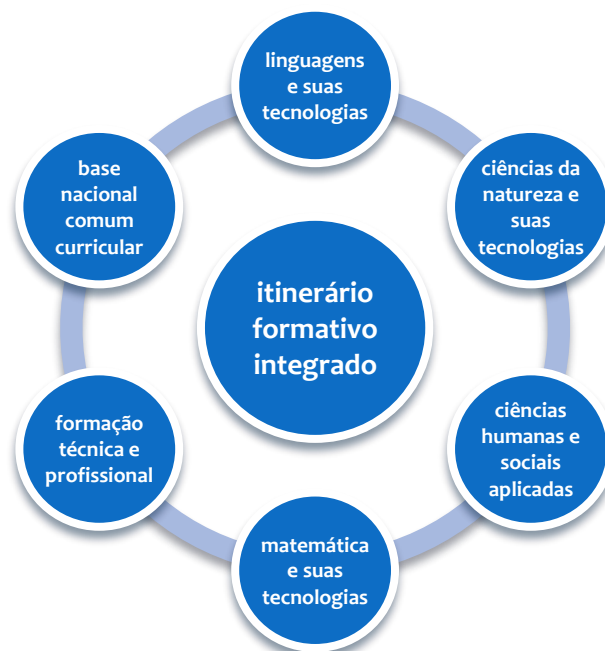 linguagens
e suas
tecnologias
ciências da
natureza e
suas
tecnologias
ciências
humanas e
sociais
aplicadas
matemática
e suas
tecnologias
formação
técnica e
profissional
base
nacional
comum
curricular
itinerário
formativo
integrado